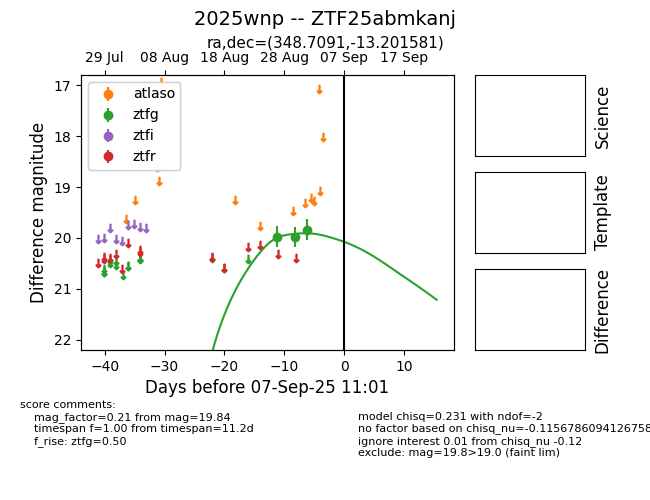 2025wnp -- ZTF25abmkanj
ra,dec=(348.7091,-13.201581)
29 Jul 08 Aug 18 Aug 28 Aug 07 Sep 17 Sep
17
18
19
20
21
22
Difference magnitude
atlaso
ztfg
ztfi
ztfr
−40 −30 −20 −10 0 10
Days before 07-Sep-25 11:01
Science
Template
Difference
score comments:
mag_factor=0.21 from mag=19.84
timespan f=1.00 from timespan=11.2d
f_rise: ztfg=0.50
model chisq=0.231 with ndof=-2
no factor based on chisq_nu=-0.1156786094126758
ignore interest 0.01 from chisq_nu -0.12
exclude: mag=19.8>19.0 (faint lim)